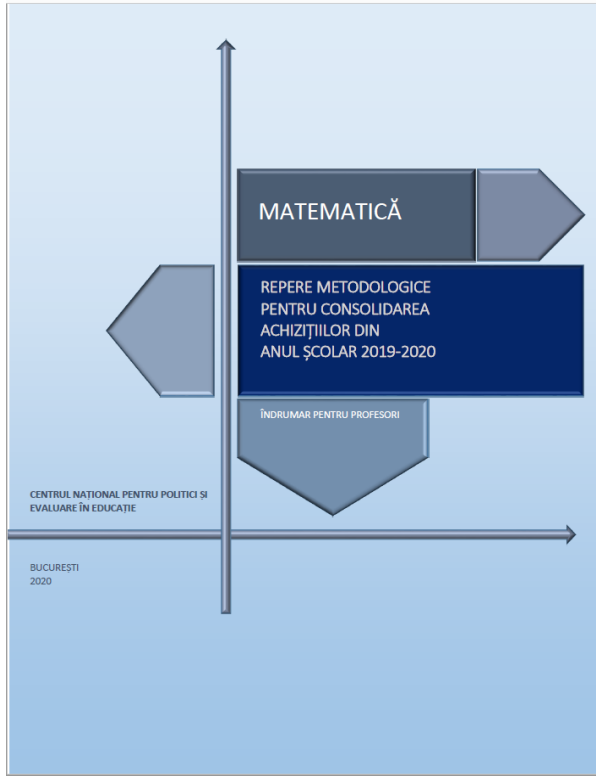 MATEMATICĂ
REPERE METODOLOGICE
PENTRU CONSOLIDAREA
ACHIZIȚIILOR DIN
ANUL ȘCOLAR 2019-2020
ÎNDRUMAR PENTRU PROFESORI
CENTRUL NAȚIONAL PENTRU POLITICI ȘI
EVALUARE ÎN EDUCAȚIE
BUCUREȘTI
2020